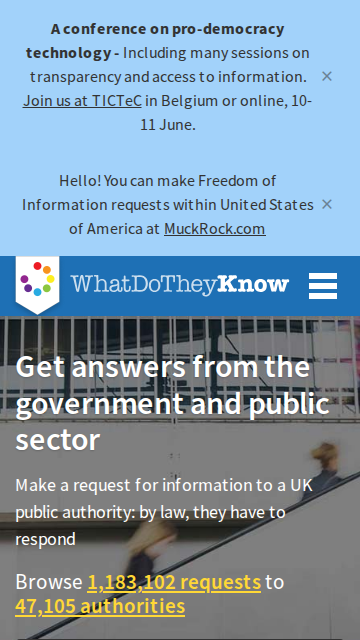 A conference on pro-democracy
technology - Including many sessions on
transparency and access to information.
Join us at TICTeC in Belgium or online, 10-
11 June.
×
Hello! You can make Freedom of
Information requests within United States
of America at MuckRock.com
×
WhatDoTheyKnow
Get answers from the
government and public
sector
Make a request for information to a UK
public authority: by law, they have to
respond
Browse 1,183,102 requests to
47,105 authorities